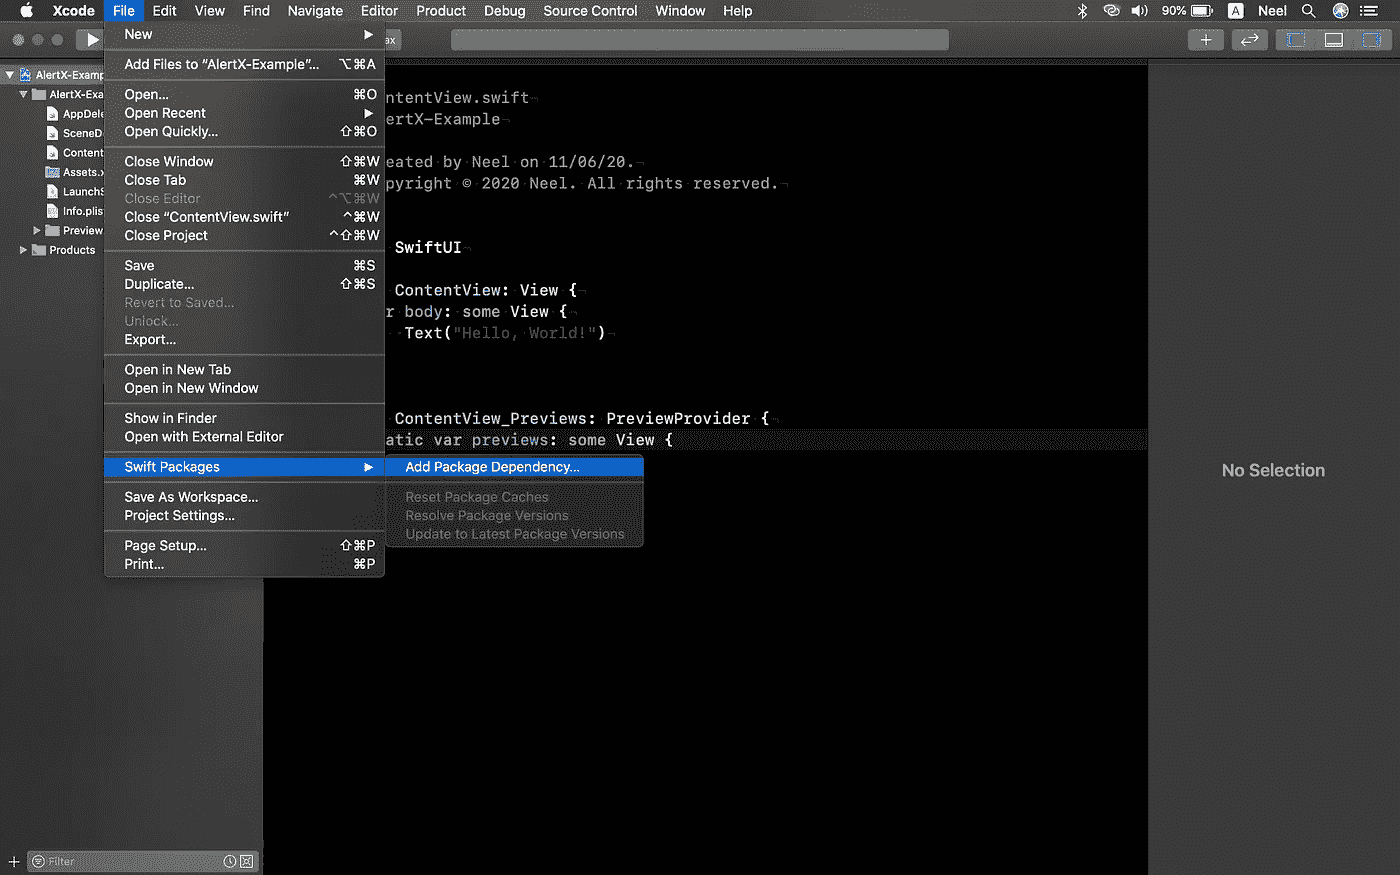 Xcode File Edit View Find Navigate Editor Product Debug Source Control Window Help 90% A Neel
AlertX-Examp
AlertX-Exa
AppDele
SceneD
Content
Assets.x
LaunchS
Info.plis
Preview
Products
Filter
New
Add Files to “AlertX-Example”... ⌥⌘A
Open... ⌘O
Open Recent
Open Quickly... ⇧⌘O
Close Window ⇧⌘W
Close Tab ⌘W
Close Editor ^⌥⌘W
Close “ContentView.swift” ^⌘W
Close Project ^⇧⌘W
Save ⌘S
Duplicate... ⇧⌘S
Revert to Saved...
Unlock...
Export...
Open in New Tab
Open in New Window
Show in Finder
Open with External Editor
Swift Packages
Save As Workspace...
Project Settings...
Page Setup... ⇧⌘P
Print... ⌘P
Add Package Dependency...
Reset Package Caches
Resolve Package Versions
Update to Latest Package Versions
ax
ntentView.swift
ertX-Example
eated by Neel on 11/06/20.
pyright © 2020 Neel. All rights reserved.
SwiftUI
ContentView: View {
r body: some View {
Text("Hello, World!")
ContentView_Previews: PreviewProvider {
atic var previews: some View {
No Selection